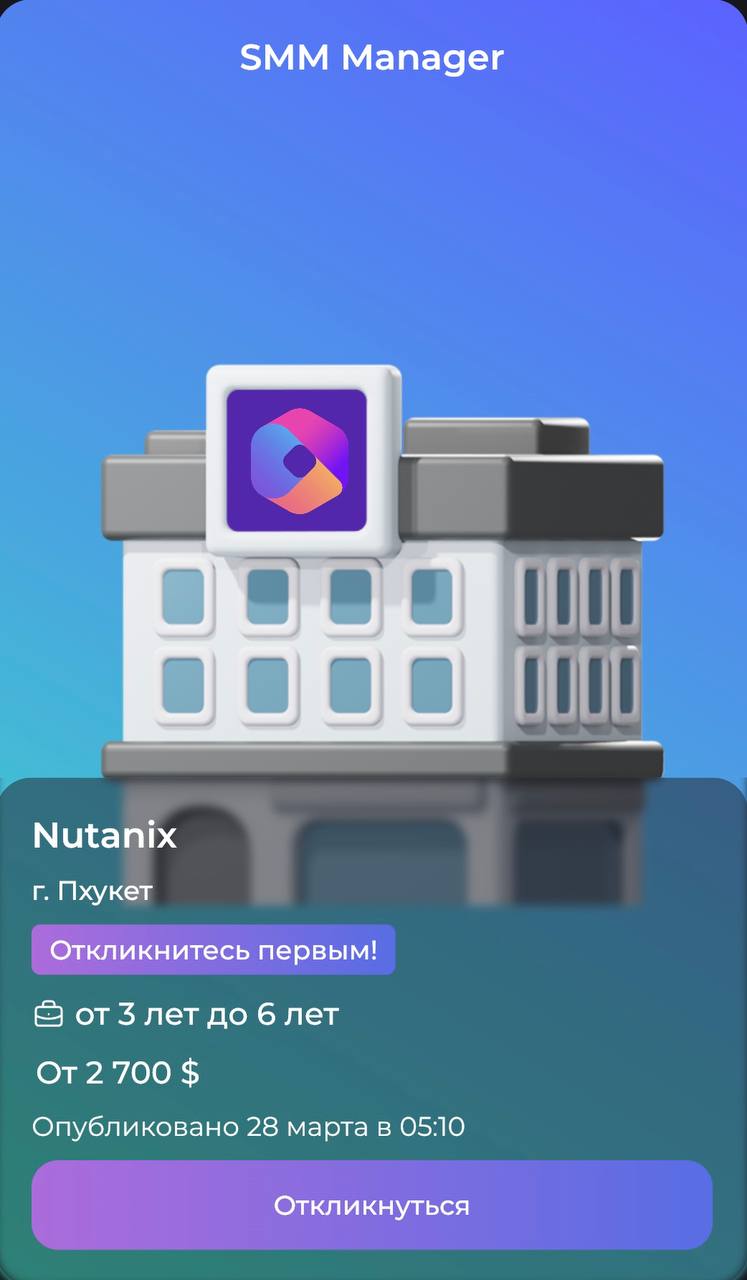 SMM Manager
Nutanix
г. Пхукет
Откликнитесь первым!
от 3 лет до 6 лет
От 2 700 $
Опубликовано 28 марта в 05:10
Откликнуться